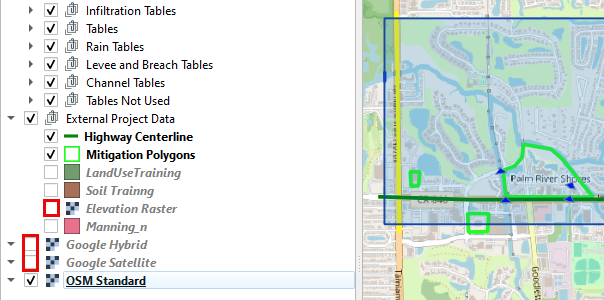 Infiltration Tables
Tables
Rain Tables
Levee and Breach Tables
Channel Tables
Tables Not Used
External Project Data
Highway Centerline
Mitigation Polygons
LandUseTraining
Soil Trainng
Elevation Raster
Manning_n
Google Hybrid
Google Satellite
OSM Standard
Palm River Shores
CR 846
Tamiami
Goodlette